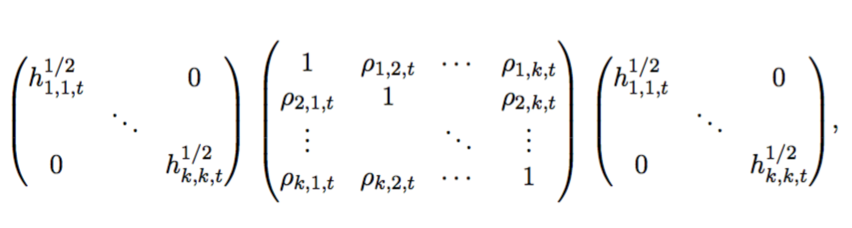 \begin{pmatrix} h_{1,1,t}^{1/2} & & 0 \\ & \ddots & \\ 0 & & h_{k,k,t}^{1/2} \end{pmatrix} \begin{pmatrix} 1 & \rho_{1,2,t} & \cdots & \rho_{1,k,t} \\ \rho_{2,1,t} & 1 & & \rho_{2,k,t} \\ \vdots & & \ddots & \vdots \\ \rho_{k,1,t} & \rho_{k,2,t} & \cdots & 1 \end{pmatrix} \begin{pmatrix} h_{1,1,t}^{1/2} & & 0 \\ & \ddots & \\ 0 & & h_{k,k,t}^{1/2} \end{pmatrix},